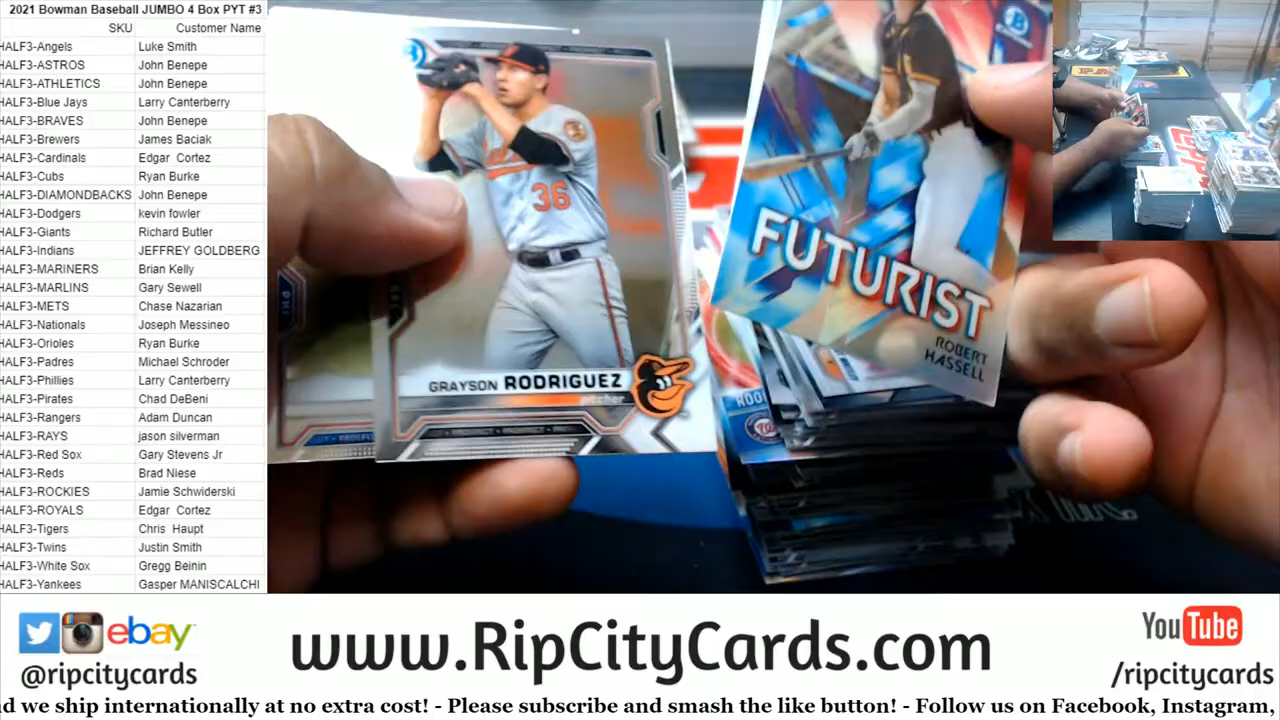 2021 Bowman Baseball JUMBO 4 Box PYT #3
SKU Customer Name
HALF3-Angels Luke Smith
HALF3-ASTROS John Benepe
HALF3-ATHLETICS John Benepe
HALF3-Blue Jays Larry Canterberry
HALF3-BRAVES John Benepe
HALF3-Brewers James Baciak
HALF3-Cardinals Edgar Cortez
HALF3-Cubs Ryan Burke
HALF3-DIAMONDBACKS John Benepe
HALF3-Dodgers kevin fowler
HALF3-Giants Richard Butler
HALF3-Indians JEFFREY GOLDBERG
HALF3-MARINERS Brian Kelly
HALF3-MARLINS Gary Sewell
HALF3-METS Chase Nazarian
HALF3-Nationals Joseph Messineo
HALF3-Orioles Ryan Burke
HALF3-Padres Michael Schroder
HALF3-Phillies Larry Canterberry
HALF3-Pirates Chad DeBeni
HALF3-Rangers Adam Duncan
HALF3-RAYS jason silverman
HALF3-Red Sox Gary Stevens Jr
HALF3-Reds Brad Niese
HALF3-ROCKIES Jamie Schwiderski
HALF3-ROYALS Edgar Cortez
HALF3-Tigers Chris Haupt
HALF3-Twins Justin Smith
HALF3-White Sox Gregg Beinin
HALF3-Yankees Gasper MANISCALCHI
36
GRAYSON RODRIGUEZ
pitcher
FUTURIST
ROBERT
HASSELL
ebay
@ripcitycards
www.RipCityCards.com
YouTube
/ripcitycards
nd we ship internationally at no extra cost! - Please subscribe and smash the like button! - Follow us on Facebook, Instagram,